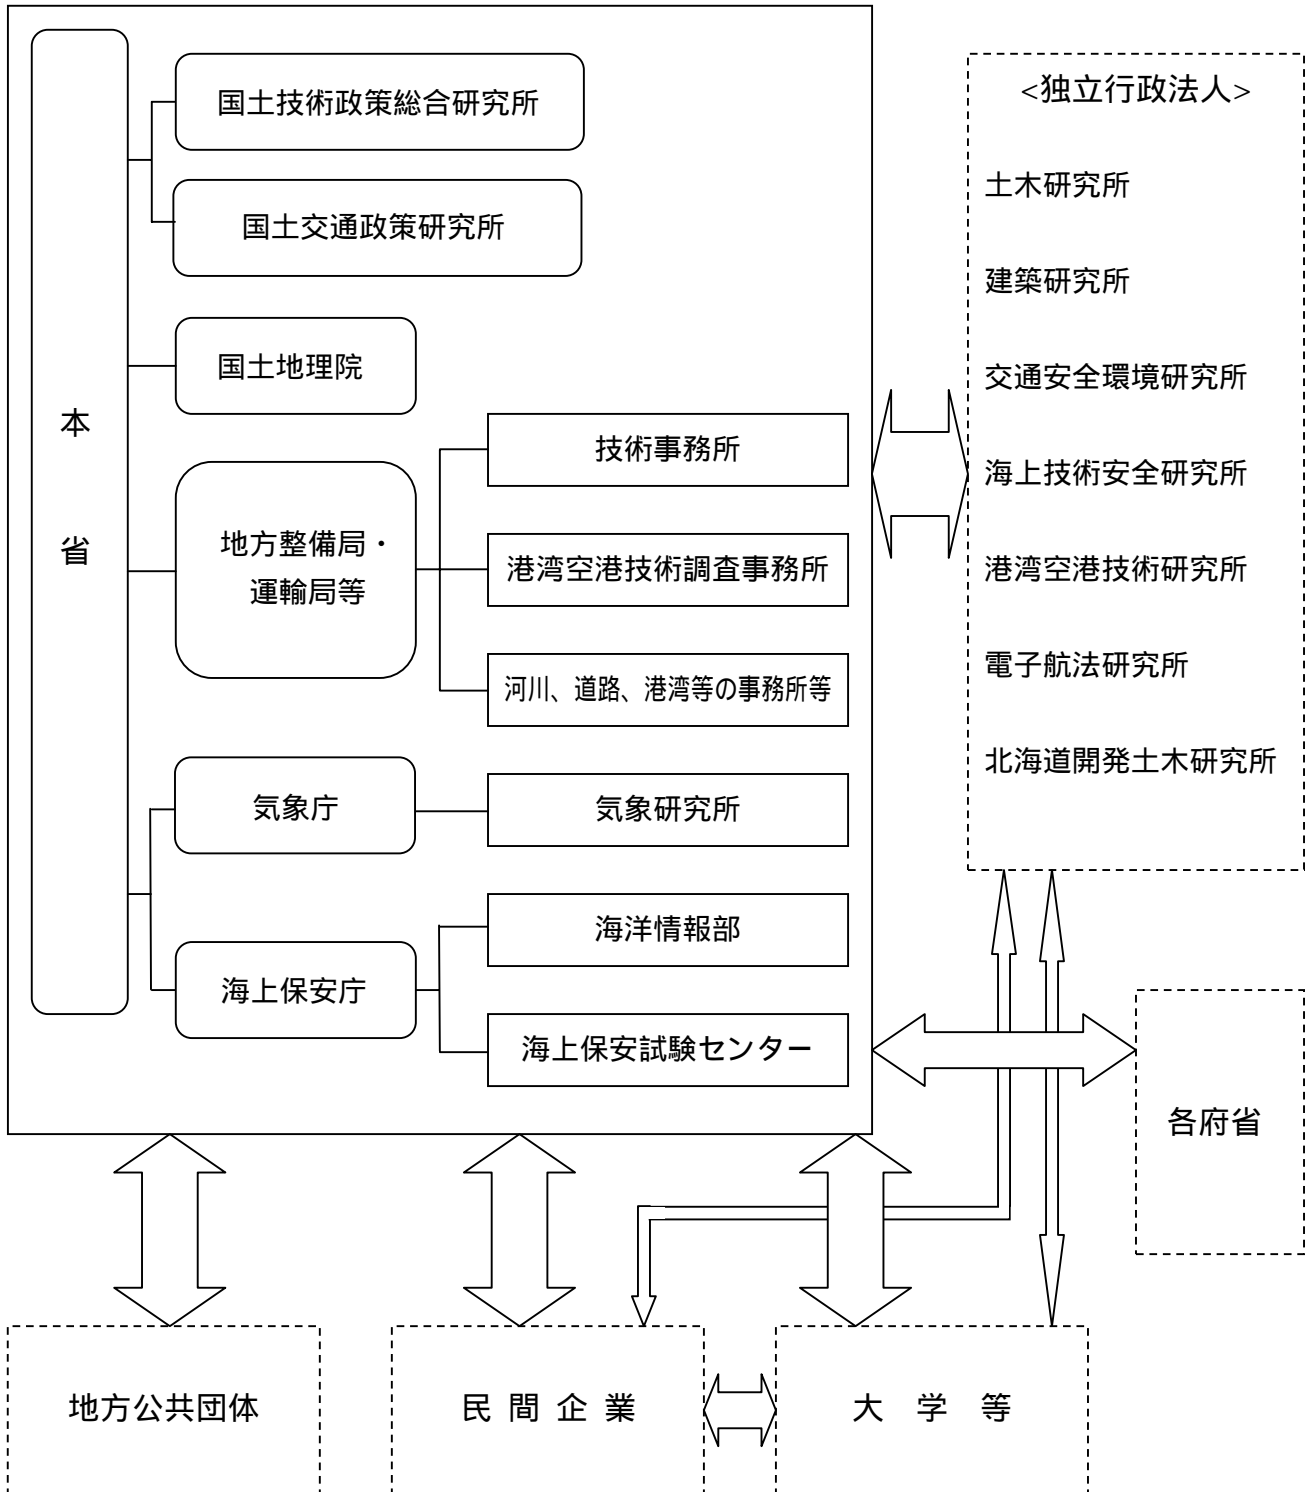 本
省
国土技術政策総合研究所
国土交通政策研究所
国土地理院
地方整備局・
運輸局等
技術事務所
港湾空港技術調査事務所
河川、道路、港湾等の事務所等
気象庁
気象研究所
海上保安庁
海洋情報部
海上保安試験センター
<独立行政法人>
土木研究所
建築研究所
交通安全環境研究所
海上技術安全研究所
港湾空港技術研究所
電子航法研究所
北海道開発土木研究所
各府省
地方公共団体
民 間 企 業
大 学 等